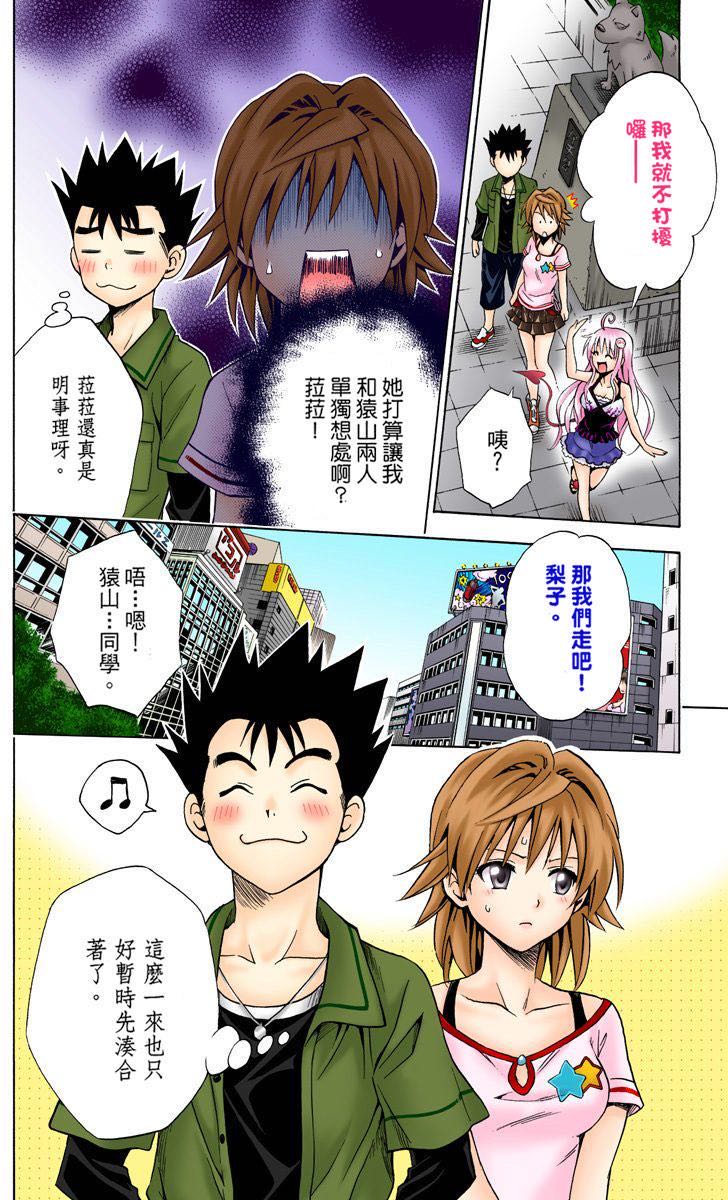 那我就不打擾
囉——
咦?
她打算讓我
和猿山兩人
單獨想處啊?
菈菈!
菈菈還真是
明事理呀。
那我們走吧!
梨子。
唔…嗯!
猿山…同學。
這麼一來也只
好暫時先湊合
著了。